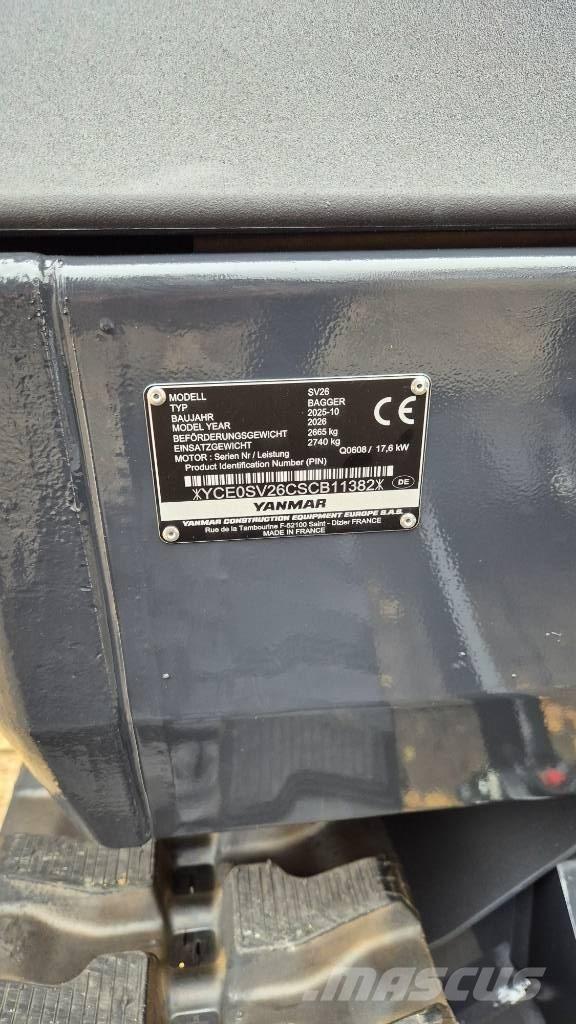 MODELL SV26
TYP BAGGER
BAUJAHR 2025-10
MODEL YEAR 2026
BEFÖRDERUNGSGEWICHT 2665 kg
EINSATZGEWICHT 2740 kg
MOTOR : Serien Nr / Leistung Q0608 / 17,6 kW
Product Identification Number (PIN)
CE
*YCE0SV26CSCB11382*
DE
YANMAR
YANMAR CONSTRUCTION EQUIPMENT EUROPE S.A.S.
Rue de la Tambourine F-52100 Saint - Dizier FRANCE
MADE IN FRANCE
MASCUS